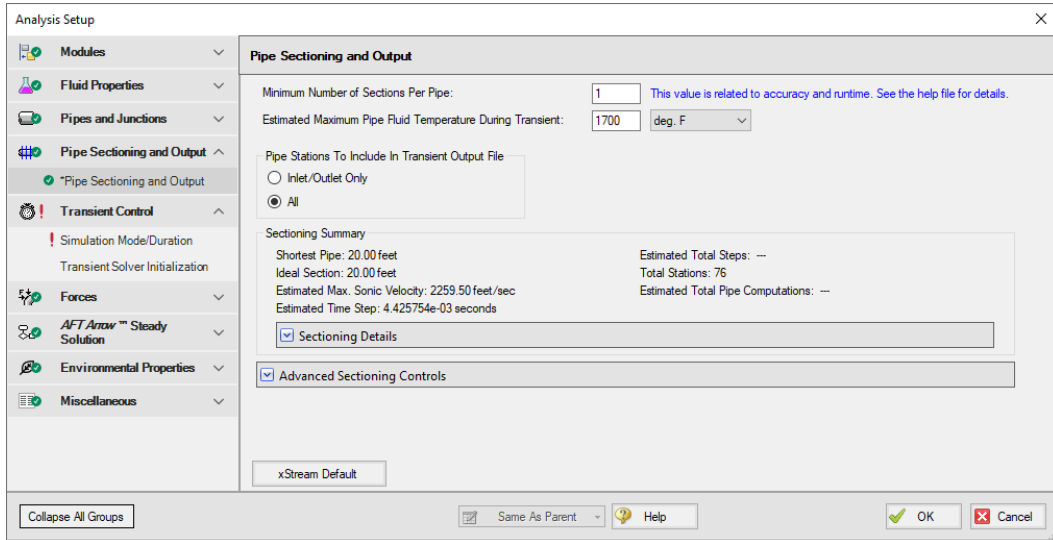 Analysis Setup
Modules
Fluid Properties
Pipes and Junctions
Pipe Sectioning and Output
*Pipe Sectioning and Output
Transient Control
Simulation Mode/Duration
Transient Solver Initialization
Forces
AFT Arrow ™ Steady
Solution
Environmental Properties
Miscellaneous
Pipe Sectioning and Output
Minimum Number of Sections Per Pipe: 1 This value is related to accuracy and runtime. See the help file for details.
Estimated Maximum Pipe Fluid Temperature During Transient: 1700 deg. F
Pipe Stations To Include In Transient Output File
Inlet/Outlet Only
All
Sectioning Summary
Shortest Pipe: 20.00 feet
Ideal Section: 20.00 feet
Estimated Max. Sonic Velocity: 2259.50 feet/sec
Estimated Time Step: 4.425754e-03 seconds
Estimated Total Steps: ---
Total Stations: 76
Estimated Total Pipe Computations: ---
Sectioning Details
Advanced Sectioning Controls
xStream Default
Collapse All Groups
Same As Parent
Help
OK
Cancel